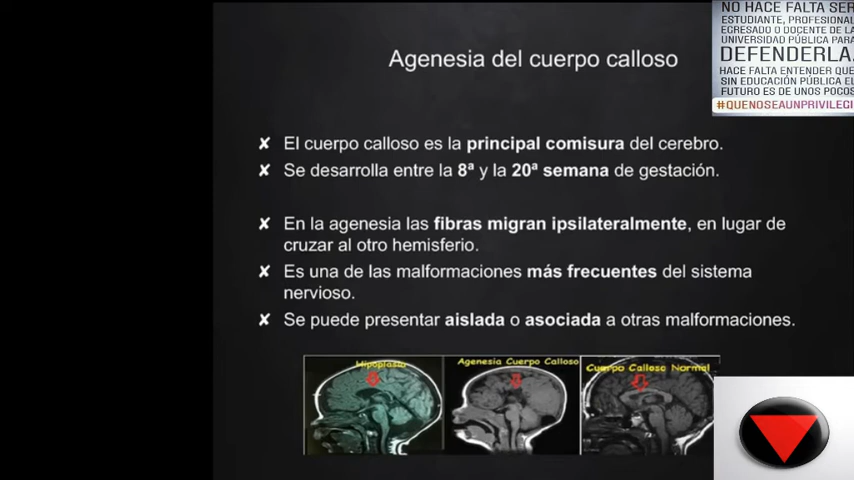 Agenesia del cuerpo calloso
NO HACE FALTA SER
ESTUDIANTE, PROFESIONAL
EGRESADO O DOCENTE DE LA
UNIVERSIDAD PÚBLICA PARA
DEFENDERLA.
HACE FALTA ENTENDER QUE
SIN EDUCACIÓN PÚBLICA EL
FUTURO ES DE UNOS POCOS
#QUENOSEAUNPRIVILEGI
✘ El cuerpo calloso es la principal comisura del cerebro.
✘ Se desarrolla entre la 8ª y la 20ª semana de gestación.
✘ En la agenesia las fibras migran ipsilateralmente, en lugar de
cruzar al otro hemisferio.
✘ Es una de las malformaciones más frecuentes del sistema
nervioso.
✘ Se puede presentar aislada o asociada a otras malformaciones.
Hipoplasia
Agenesia Cuerpo Calloso
Cuerpo Calloso Normal